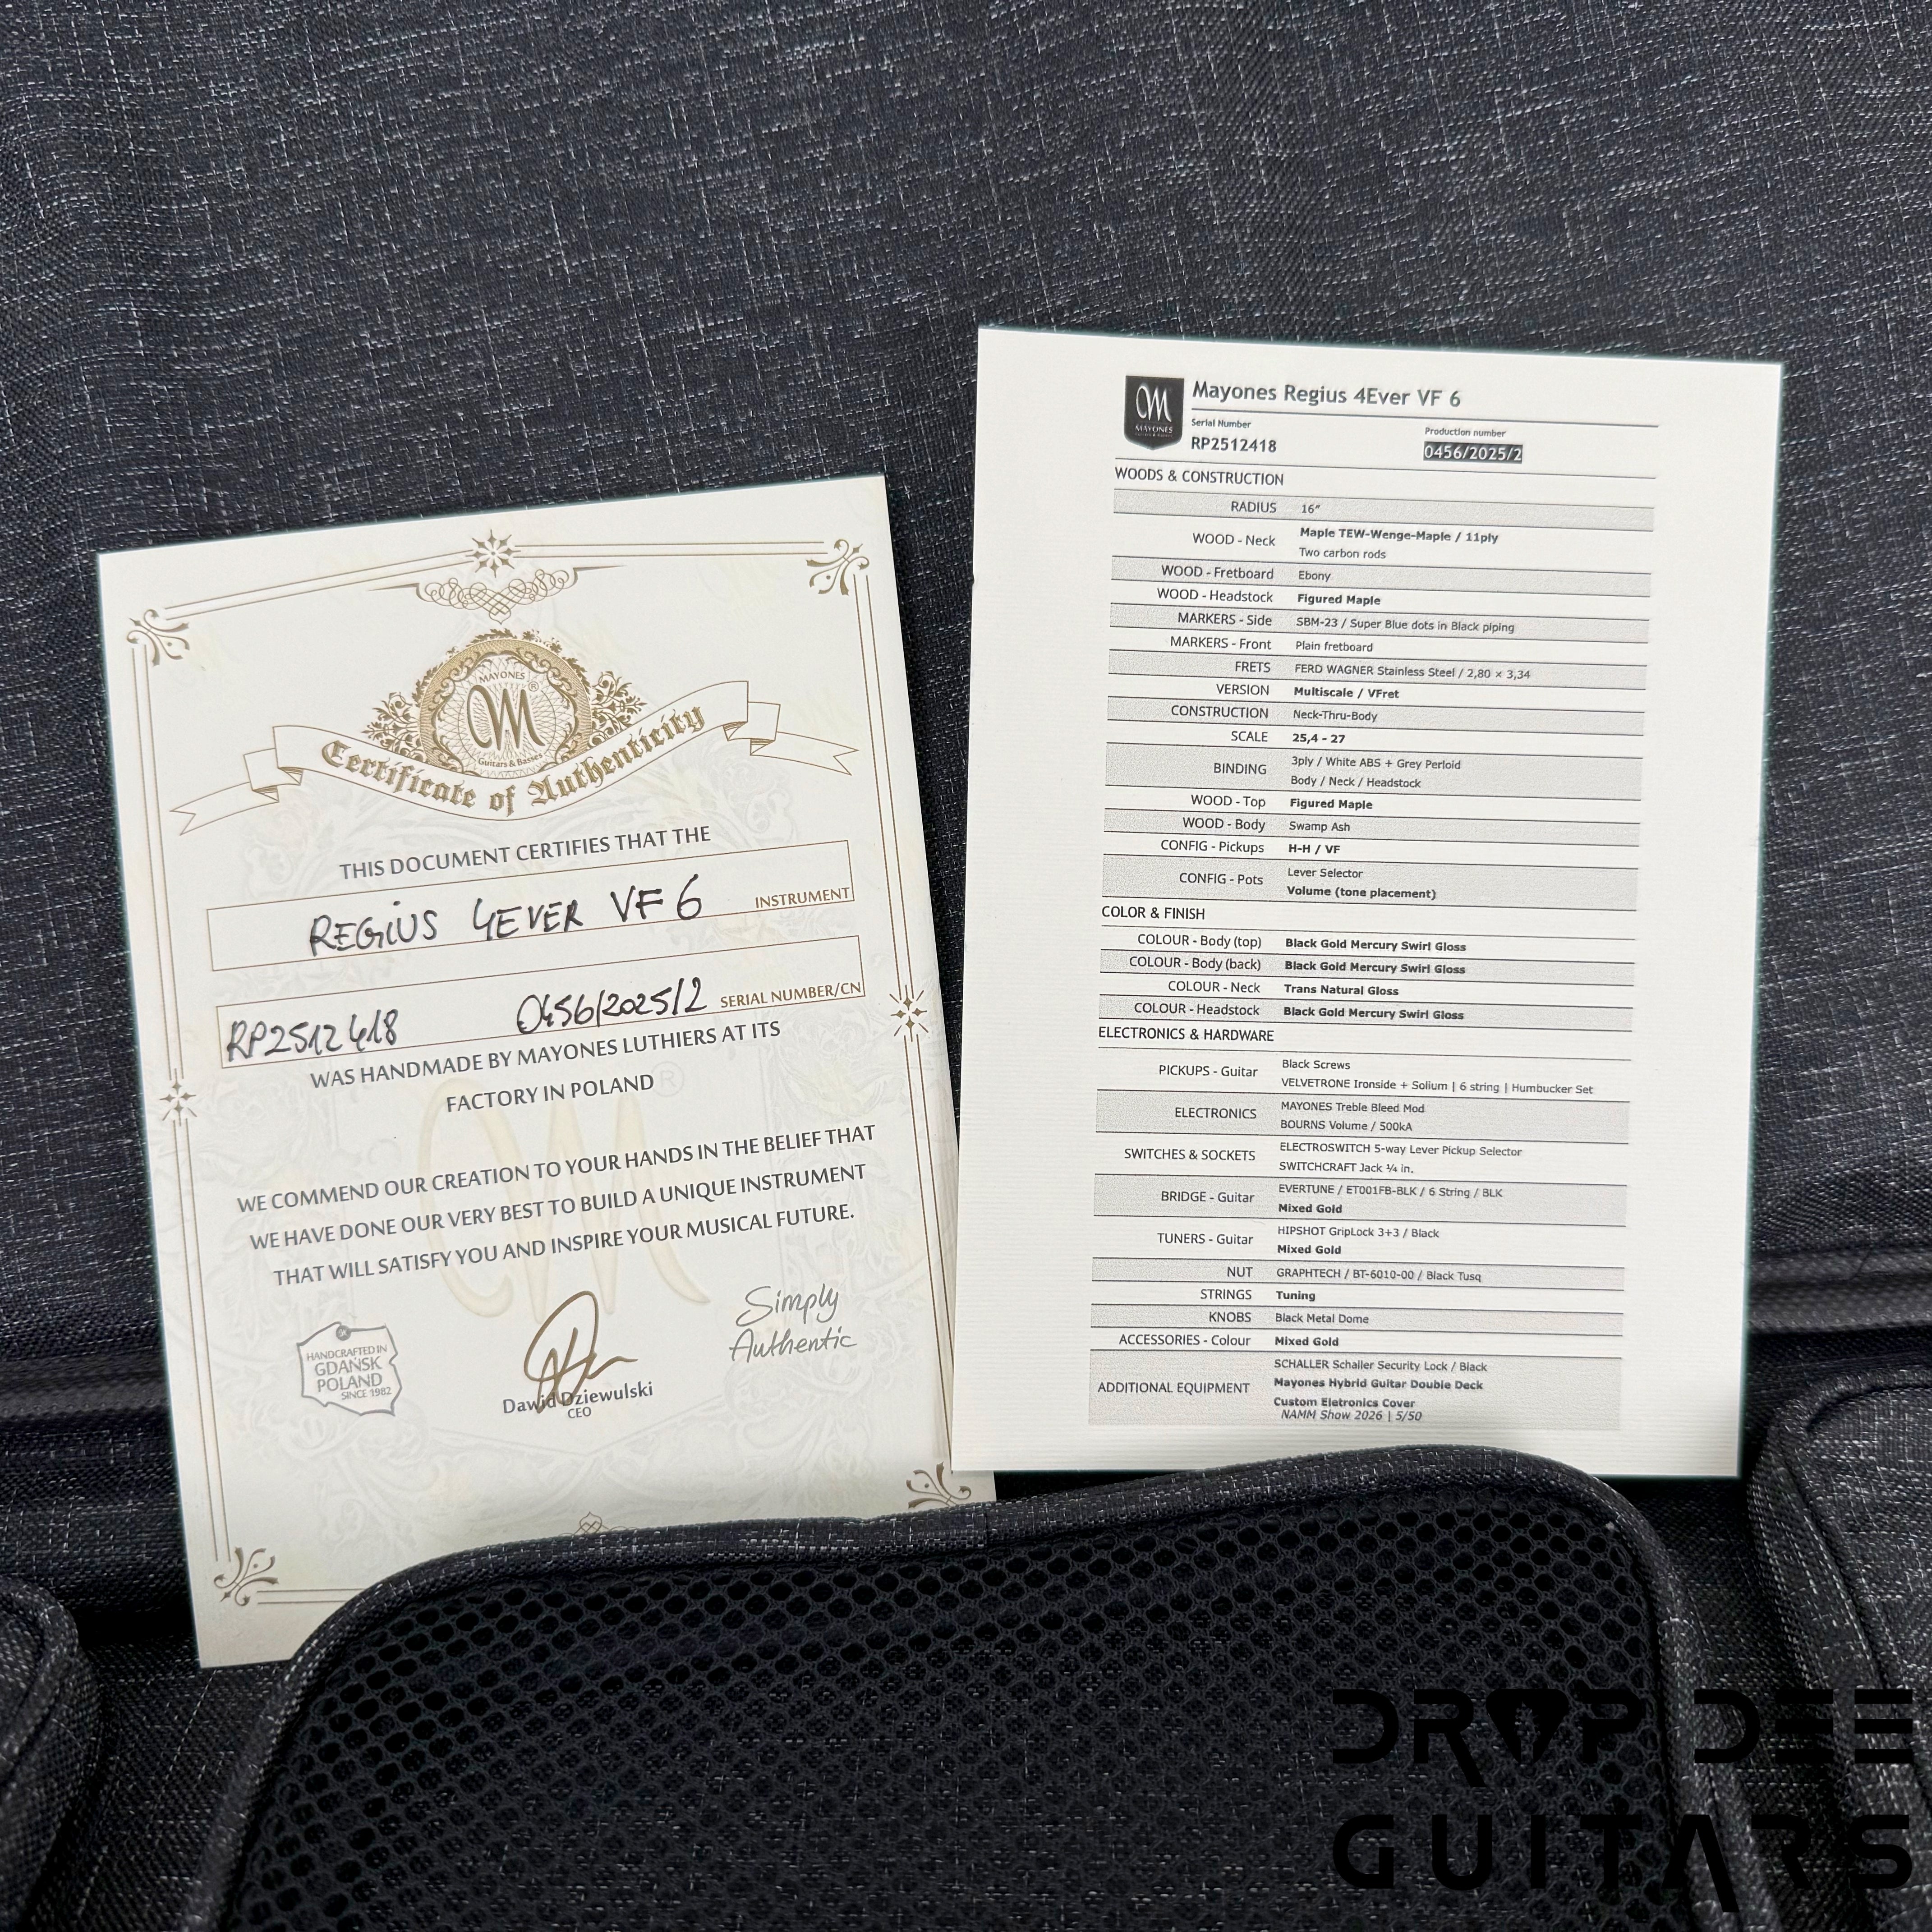 MAYONES
M
Guitars & Basses
Certificate of Authenticity
THIS DOCUMENT CERTIFIES THAT THE
REGIUS 4EVER VF 6 INSTRUMENT
RP2512418 0456/2025/2 SERIAL NUMBER/CN
WAS HANDMADE BY MAYONES LUTHIERS AT ITS
FACTORY IN POLAND
WE COMMEND OUR CREATION TO YOUR HANDS IN THE BELIEF THAT
WE HAVE DONE OUR VERY BEST TO BUILD A UNIQUE INSTRUMENT
THAT WILL SATISFY YOU AND INSPIRE YOUR MUSICAL FUTURE.
HANDCRAFTED IN
GDAŃSK
POLAND
SINCE 1982
Dawid Dziewulski
CEO
Simply
Authentic
M
MAYONES
Mayones Regius 4Ever VF 6
Serial Number Production number
RP2512418 0456/2025/2
WOODS & CONSTRUCTION
RADIUS 16″
WOOD - Neck Maple TEW-Wenge-Maple / 11ply
Two carbon rods
WOOD - Fretboard Ebony
WOOD - Headstock Figured Maple
MARKERS - Side SBM-23 / Super Blue dots in Black piping
MARKERS - Front Plain fretboard
FRETS FERD WAGNER Stainless Steel / 2,80 × 3,34
VERSION Multiscale / VFret
CONSTRUCTION Neck-Thru-Body
SCALE 25,4 - 27
BINDING 3ply / White ABS + Grey Perloid
Body / Neck / Headstock
WOOD - Top Figured Maple
WOOD - Body Swamp Ash
CONFIG - Pickups H-H / VF
CONFIG - Pots Lever Selector
Volume (tone placement)
COLOR & FINISH
COLOUR - Body (top) Black Gold Mercury Swirl Gloss
COLOUR - Body (back) Black Gold Mercury Swirl Gloss
COLOUR - Neck Trans Natural Gloss
COLOUR - Headstock Black Gold Mercury Swirl Gloss
ELECTRONICS & HARDWARE
PICKUPS - Guitar Black Screws
VELVETRONE Ironside + Solium | 6 string | Humbucker Set
ELECTRONICS MAYONES Treble Bleed Mod
BOURNS Volume / 500kA
SWITCHES & SOCKETS ELECTROSWITCH 5-way Lever Pickup Selector
SWITCHCRAFT Jack ¼ in.
BRIDGE - Guitar EVERTUNE / ET001FB-BLK / 6 String / BLK
Mixed Gold
TUNERS - Guitar HIPSHOT GripLock 3+3 / Black
Mixed Gold
NUT GRAPHTECH / BT-6010-00 / Black Tusq
STRINGS Tuning
KNOBS Black Metal Dome
ACCESSORIES - Colour Mixed Gold
ADDITIONAL EQUIPMENT SCHALLER Schaller Security Lock / Black
Mayones Hybrid Guitar Double Deck
Custom Eletronics Cover
NAMM Show 2026 | 5/50
DROP DEE
GUITARS